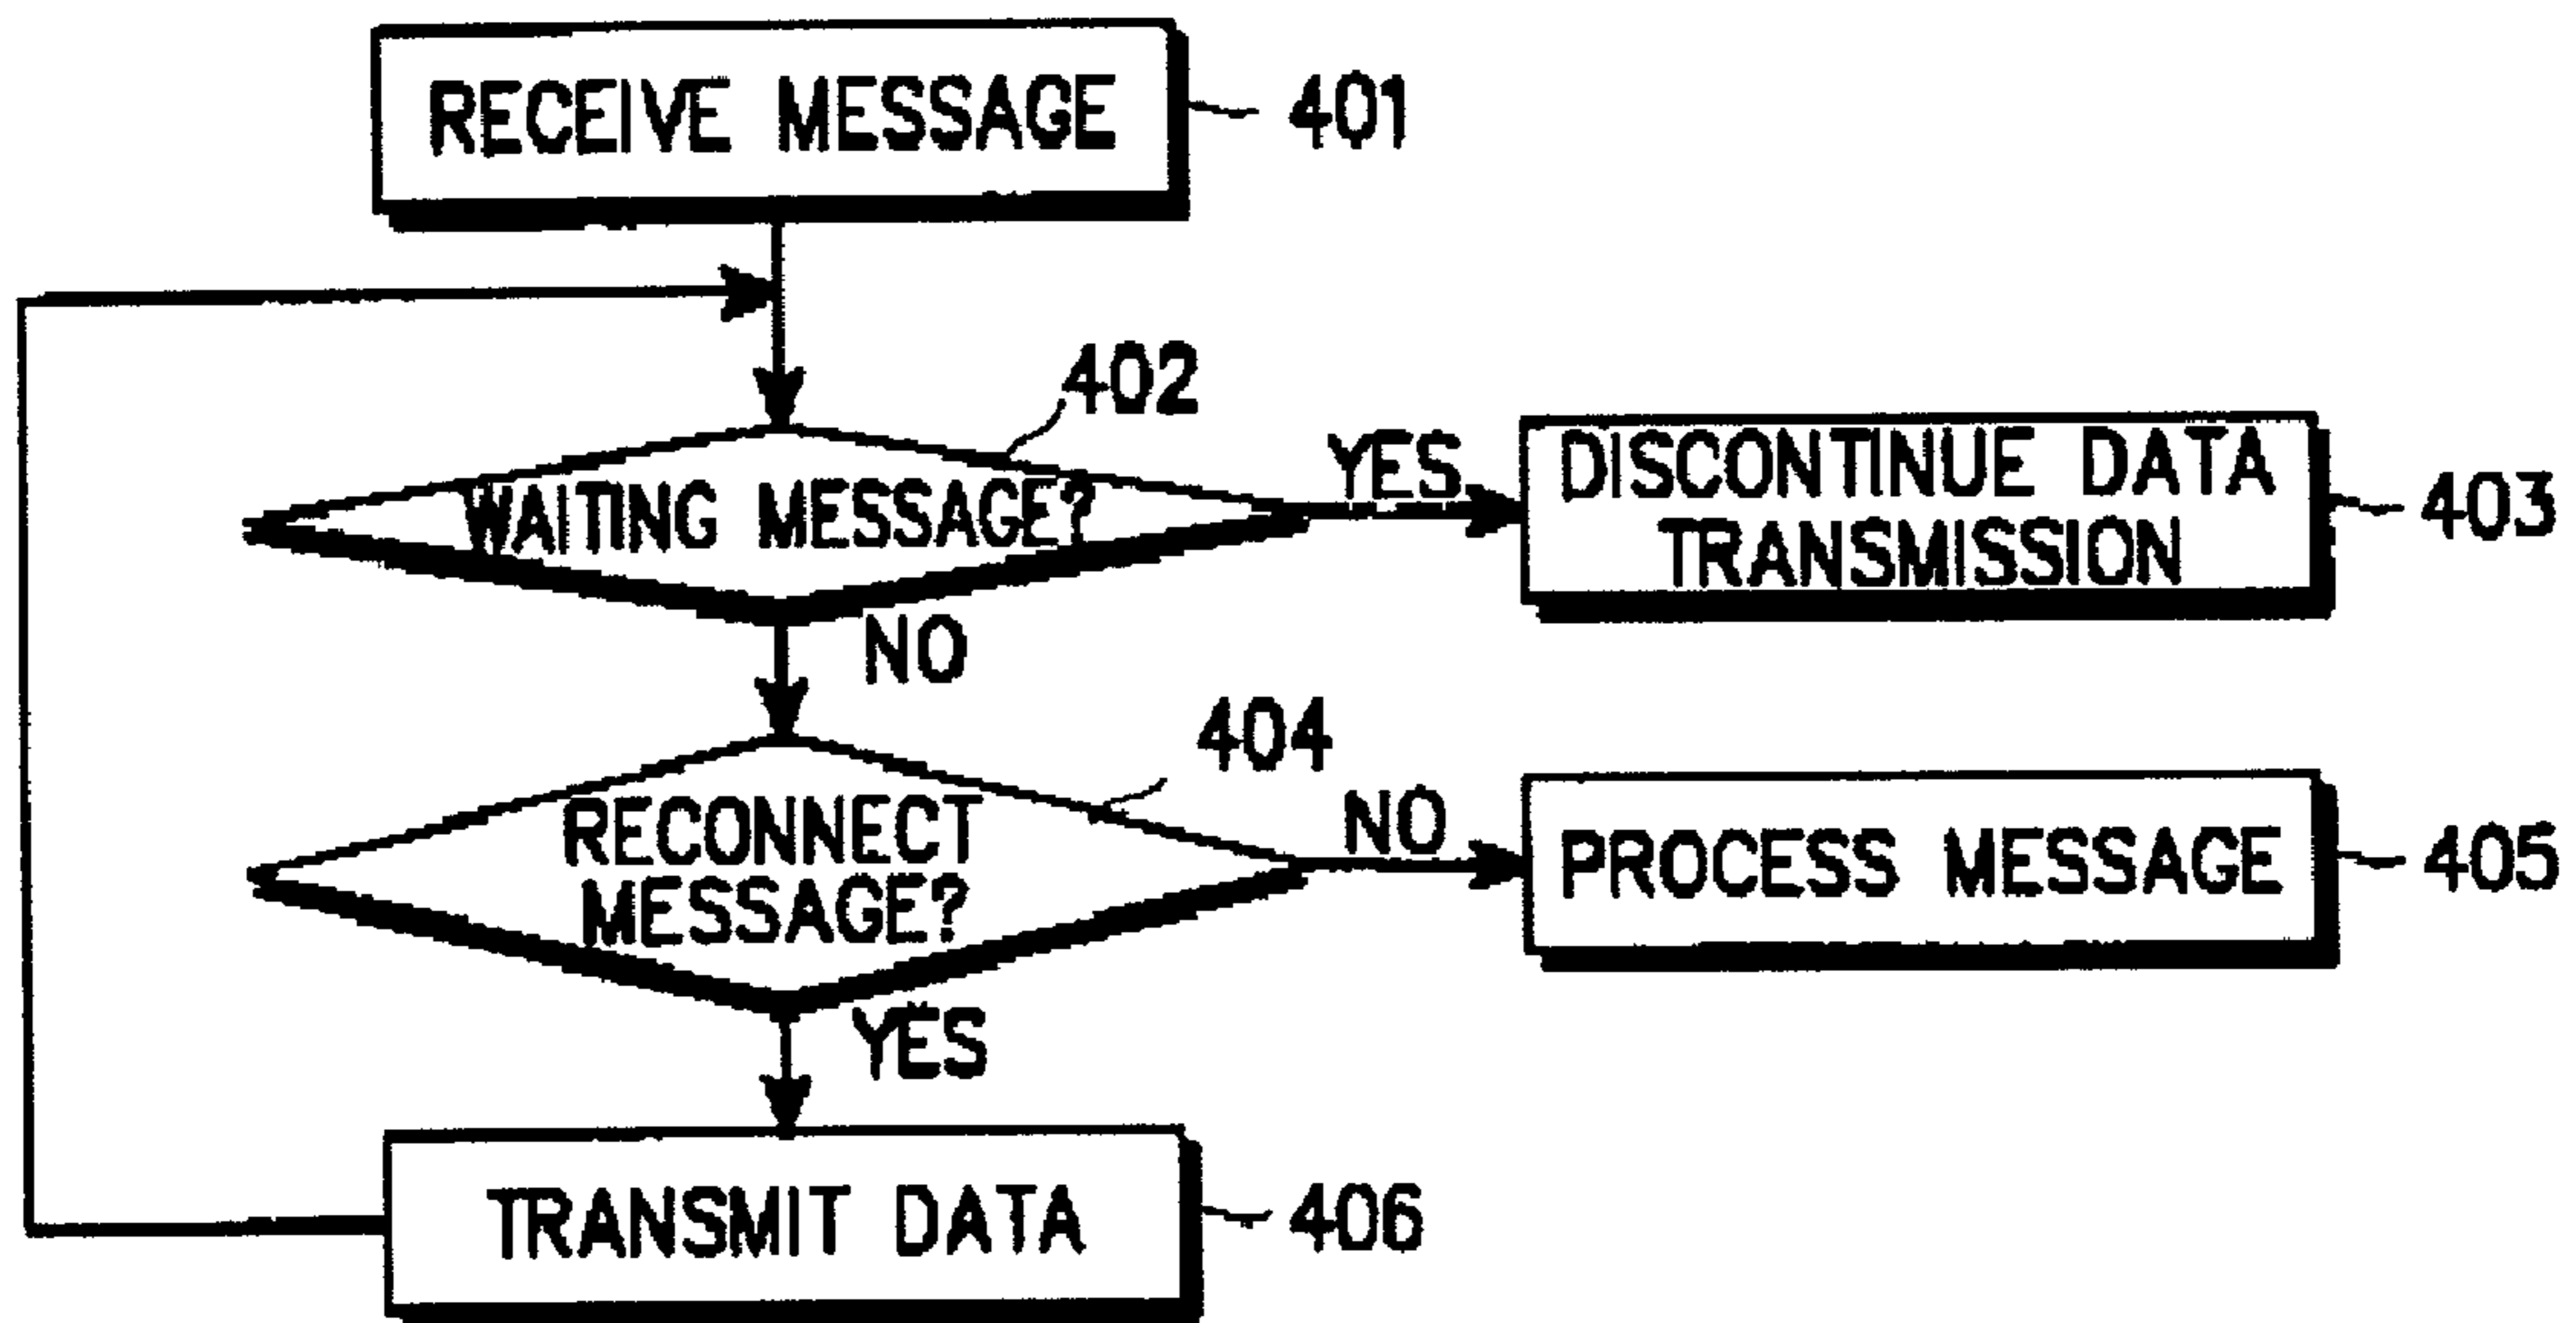 RECEIVE MESSAGE
401
402
WAITING MESSAGE?
YES
DISCONTINUE DATA
TRANSMISSION
403
NO
404
RECONNECT
MESSAGE?
NO
PROCESS MESSAGE
405
YES
TRANSMIT DATA
406